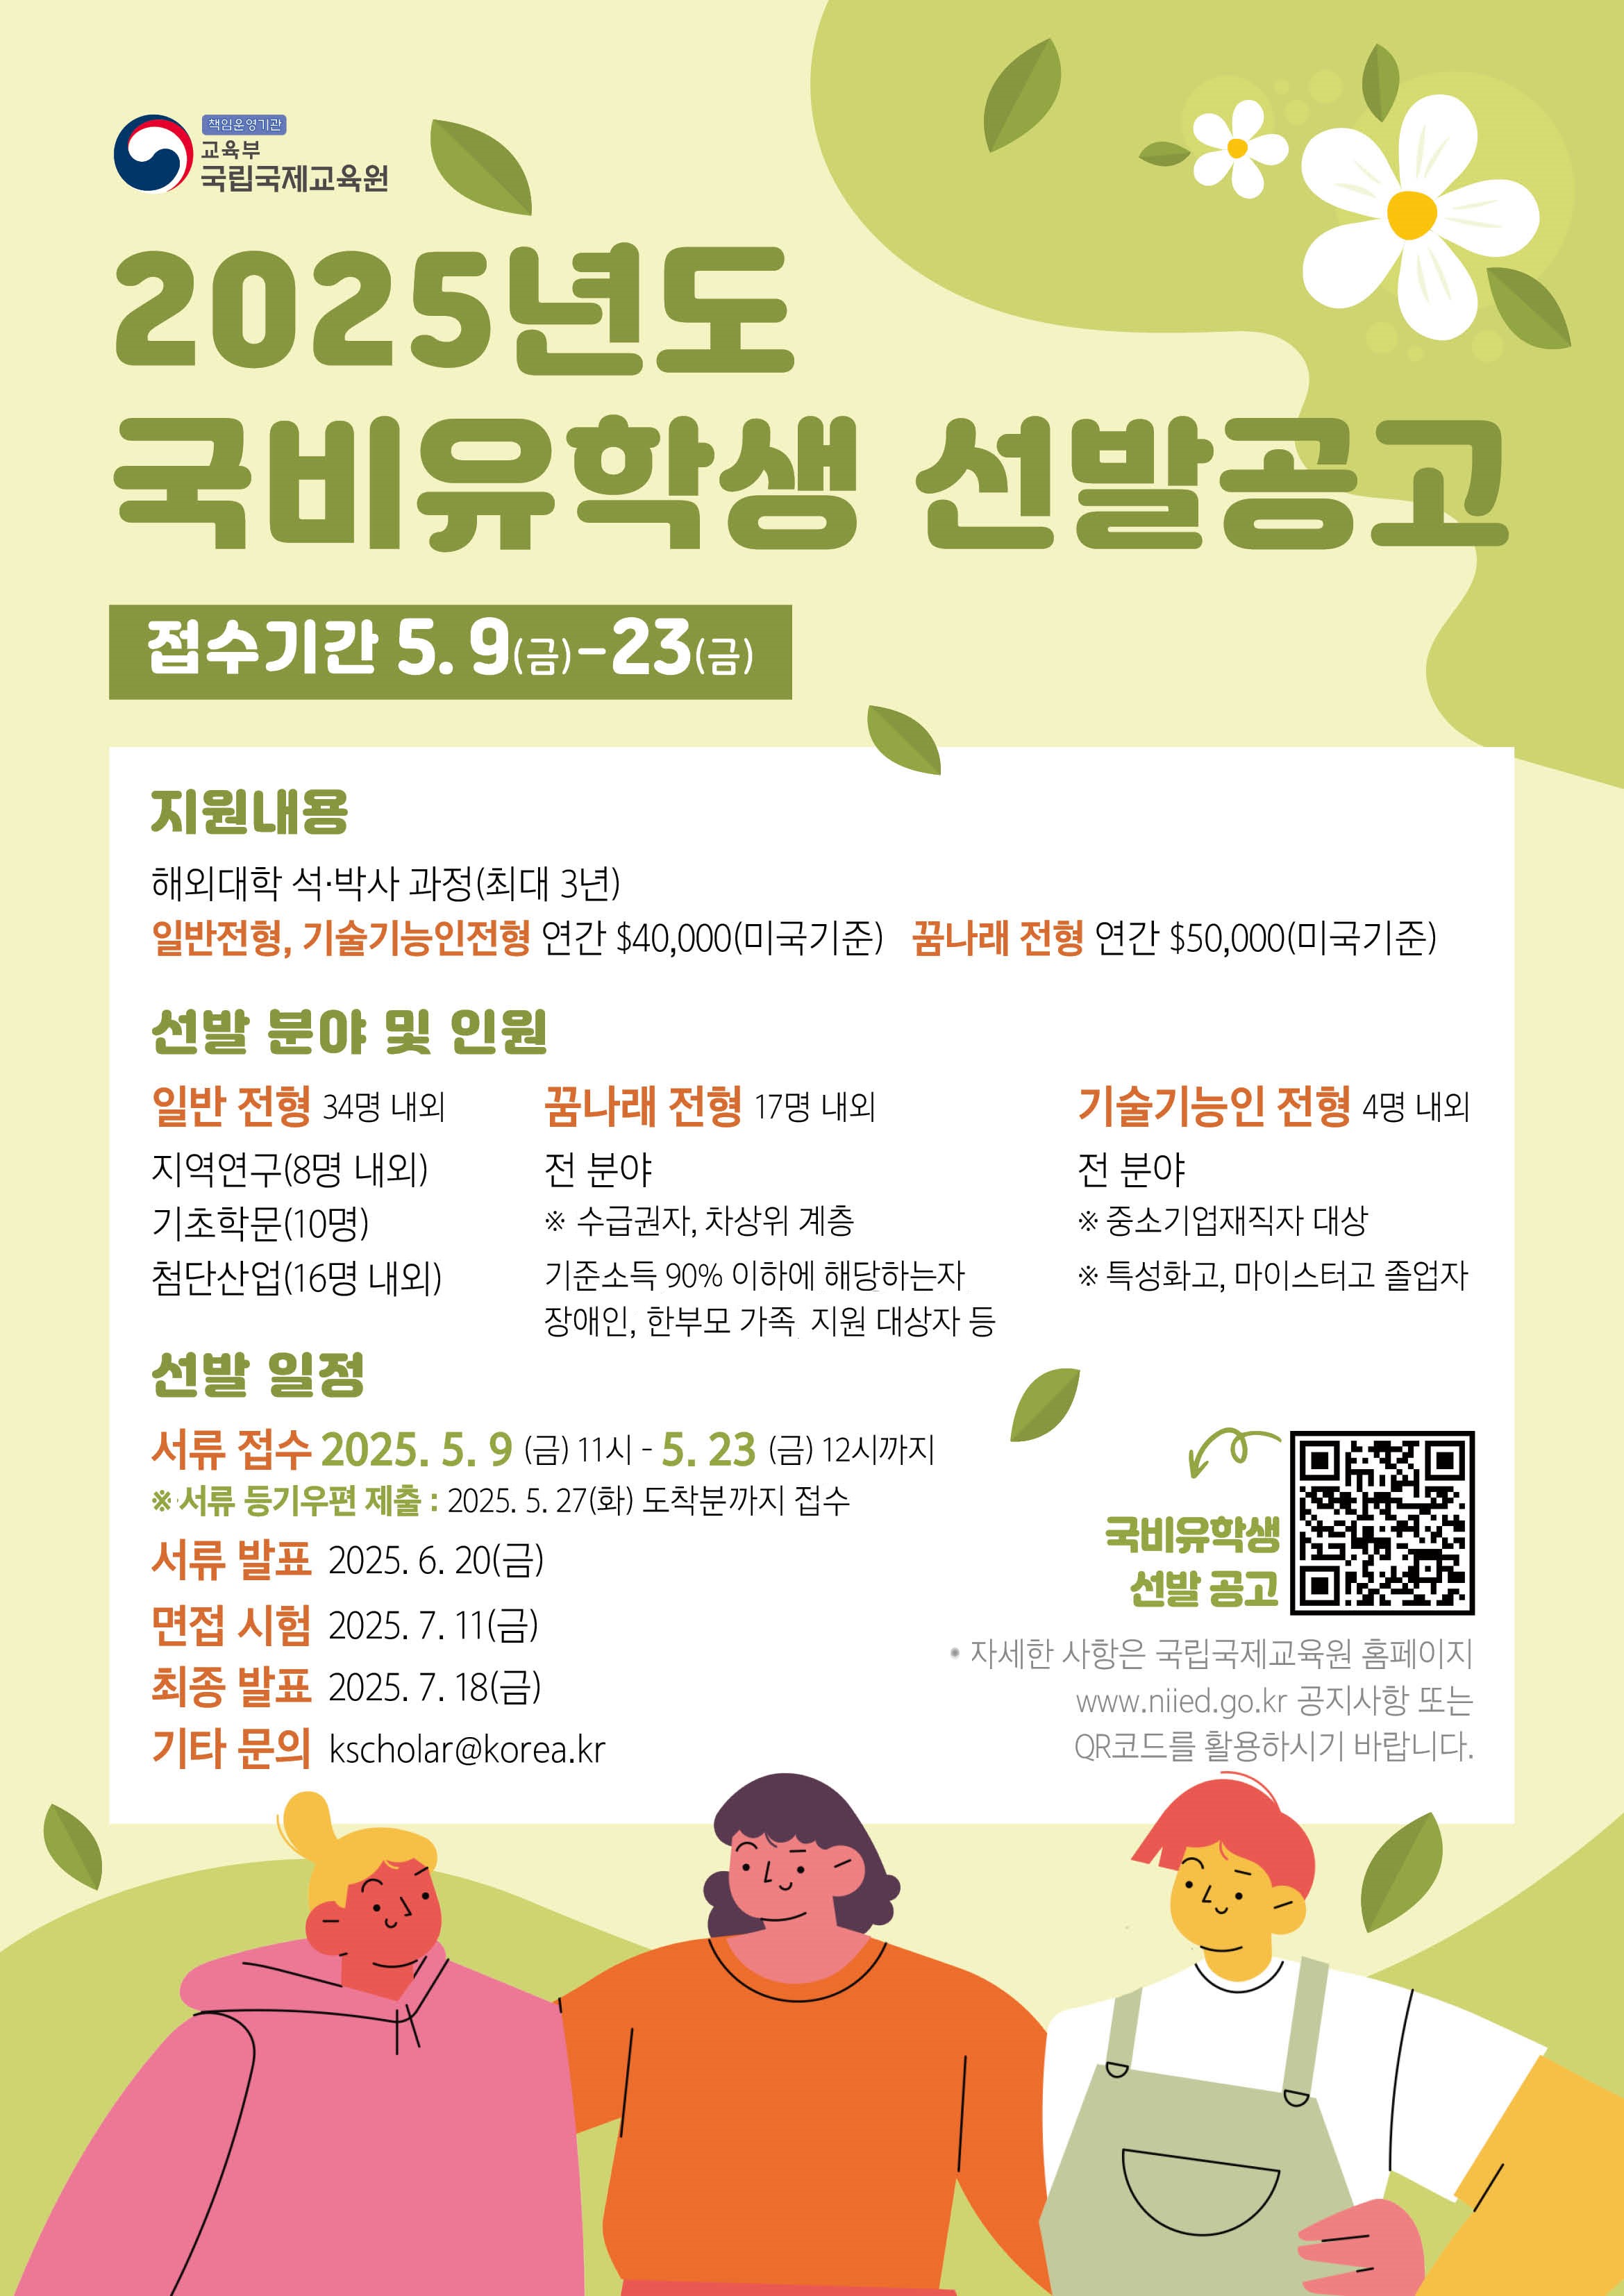 책임운영기관
교육부
국립국제교육원
2025년도
국비유학생 선발공고
접수기간 5. 9(금)-23(금)
지원내용
해외대학 석·박사 과정(최대 3년)
일반전형, 기술기능인전형 연간 $40,000(미국기준) 꿈나래 전형 연간 $50,000(미국기준)
선발 분야 및 인원
일반 전형 34명 내외
지역연구(8명 내외)
기초학문(10명)
첨단산업(16명 내외)
꿈나래 전형 17명 내외
전 분야
※ 수급권자, 차상위 계층
기준소득 90% 이하에 해당하는자
장애인, 한부모 가족 지원 대상자 등
기술기능인 전형 4명 내외
전 분야
※ 중소기업재직자 대상
※ 특성화고, 마이스터고 졸업자
선발 일정
서류 접수 2025. 5. 9 (금) 11시 - 5. 23 (금) 12시까지
※ 서류 등기우편 제출 : 2025. 5. 27(화) 도착분까지 접수
서류 발표 2025. 6. 20(금)
면접 시험 2025. 7. 11(금)
최종 발표 2025. 7. 18(금)
기타 문의 kscholar@korea.kr
국비유학생
선발 공고
• 자세한 사항은 국립국제교육원 홈페이지
www.niied.go.kr 공지사항 또는
QR코드를 활용하시기 바랍니다.